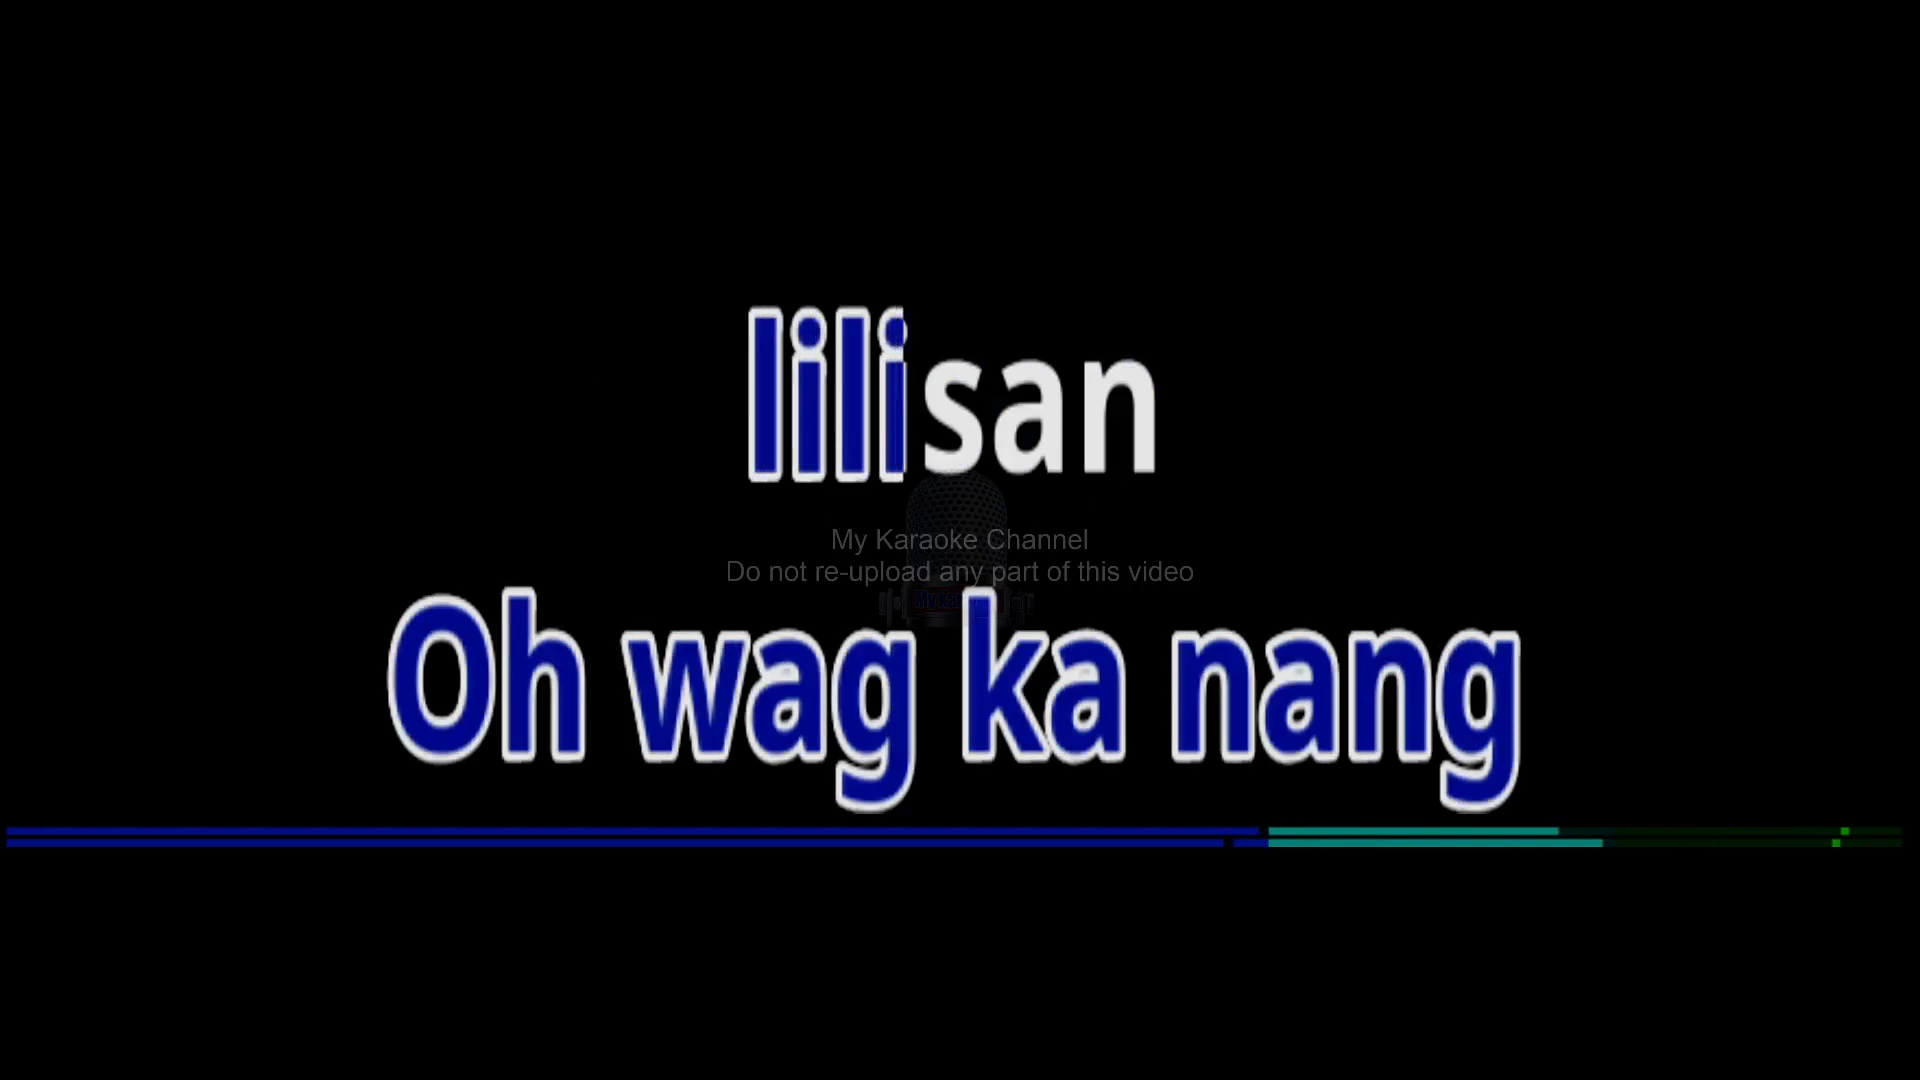 lilisan
My Karaoke Channel
Do not re-upload any part of this video
Oh wag ka nang